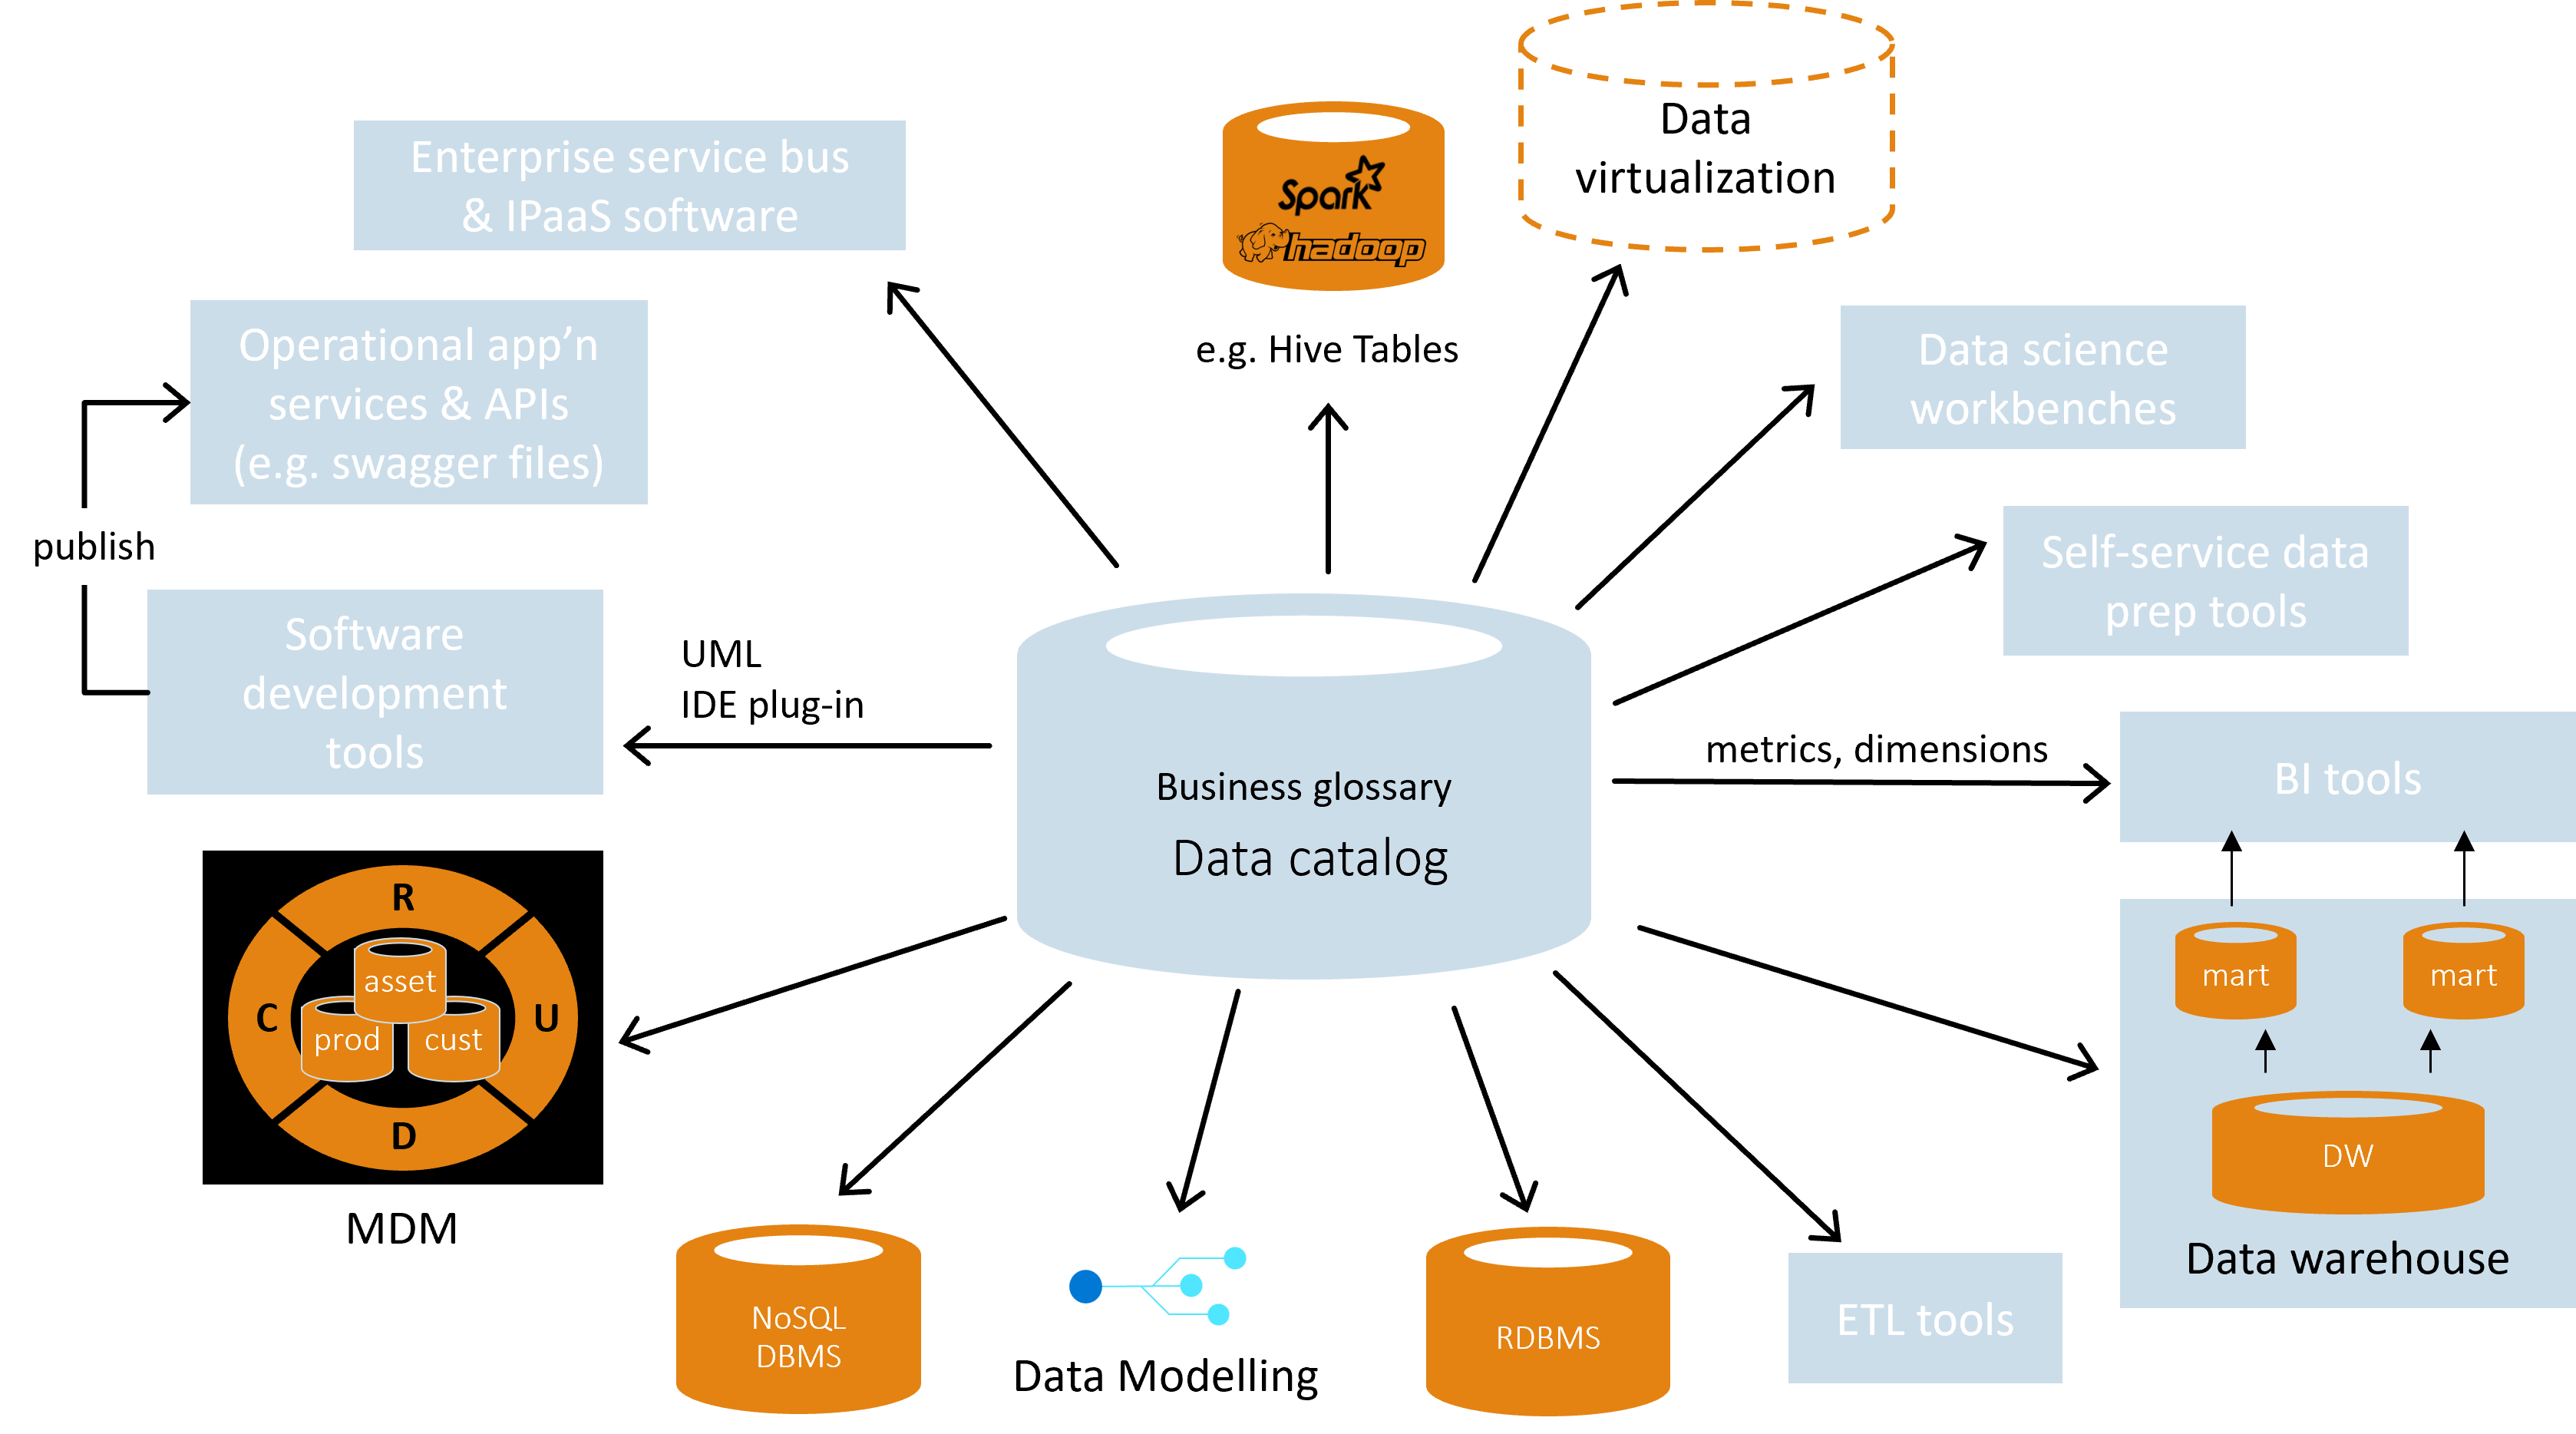 Data
virtualization
Enterprise service bus
& IPaaS software
Spark
hadoop
e.g. Hive Tables
Operational app’n
services & APIs
(e.g. swagger files)
Data science
workbenches
publish
Self-service data
prep tools
Software
development
tools
UML
IDE plug-in
metrics, dimensions
BI tools
Business glossary
Data catalog
R
C
U
D
asset
prod
cust
MDM
mart
mart
DW
Data warehouse
NoSQL
DBMS
Data Modelling
RDBMS
ETL tools